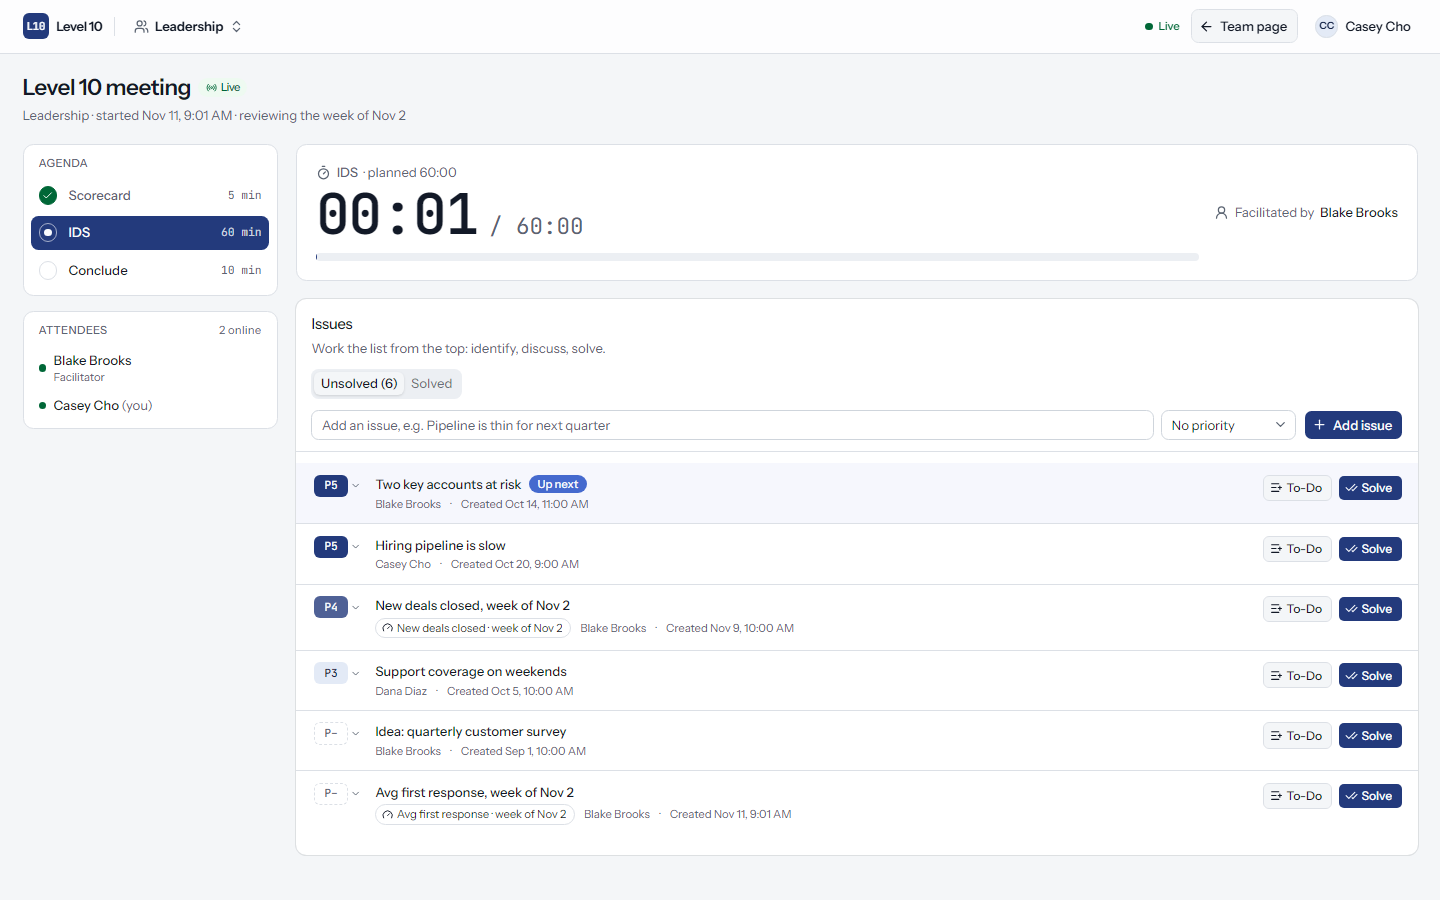 L10 Level 10 Leadership Live Team page CC Casey Cho
Level 10 meeting Live
Leadership · started Nov 11, 9:01 AM · reviewing the week of Nov 2
AGENDA
Scorecard 5 min
IDS 60 min
Conclude 10 min
ATTENDEES 2 online
Blake Brooks
Facilitator
Casey Cho (you)
IDS · planned 60:00
00:01 / 60:00
Facilitated by Blake Brooks
Issues
Work the list from the top: identify, discuss, solve.
Unsolved (6) Solved
Add an issue, e.g. Pipeline is thin for next quarter No priority + Add issue
P5 Two key accounts at risk Up next To-Do Solve
Blake Brooks · Created Oct 14, 11:00 AM
P5 Hiring pipeline is slow To-Do Solve
Casey Cho · Created Oct 20, 9:00 AM
P4 New deals closed, week of Nov 2 To-Do Solve
New deals closed · week of Nov 2 Blake Brooks · Created Nov 9, 10:00 AM
P3 Support coverage on weekends To-Do Solve
Dana Diaz · Created Oct 5, 10:00 AM
P– Idea: quarterly customer survey To-Do Solve
Blake Brooks · Created Sep 1, 10:00 AM
P– Avg first response, week of Nov 2 To-Do Solve
Avg first response · week of Nov 2 Blake Brooks · Created Nov 11, 9:01 AM